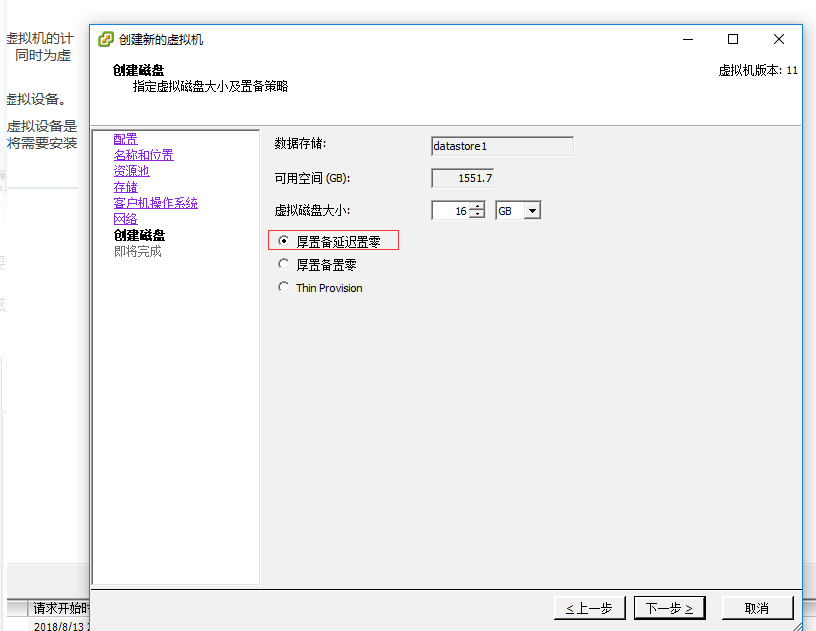 虚拟机的计
同时为虚
虚拟设备。
虚拟设备是
将需要安装
创建新的虚拟机
创建磁盘
指定虚拟磁盘大小及置备策略
虚拟机版本: 11
配置
名称和位置
资源池
存储
客户机操作系统
网络
创建磁盘
即将完成
数据存储:
datastore1
可用空间 (GB):
1551.7
虚拟磁盘大小:
16
GB
厚置备延迟置零
厚置备置零
Thin Provision
< 上一步
下一步 >
取消
请求开始时
2018/8/13